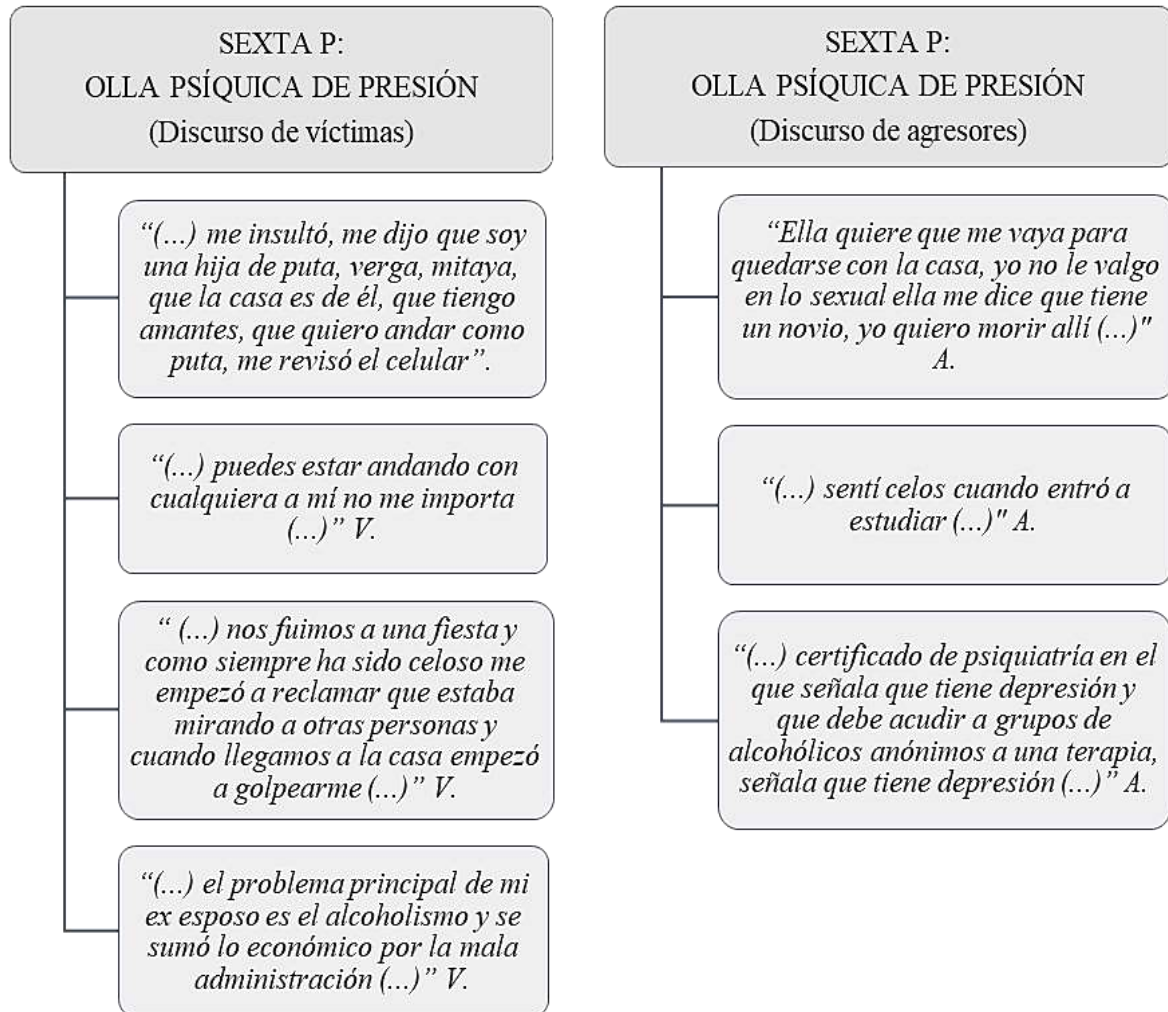 SEXTA P:
OLLA PSÍQUICA DE PRESIÓN
(Discurso de víctimas)
“(...) me insultó, me dijo que soy
una hija de puta, verga, mitaya,
que la casa es de él, que tiengo
amantes, que quiero andar como
puta, me revisó el celular”.
“(...) puedes estar andando con
cualquiera a mí no me importa
(...)” V.
“ (...) nos fuimos a una fiesta y
como siempre ha sido celoso me
empezó a reclamar que estaba
mirando a otras personas y
cuando llegamos a la casa empezó
a golpearme (...)” V.
“(...) el problema principal de mi
ex esposo es el alcoholismo y se
sumó lo económico por la mala
administración (...)” V.
SEXTA P:
OLLA PSÍQUICA DE PRESIÓN
(Discurso de agresores)
“Ella quiere que me vaya para
quedarse con la casa, yo no le valgo
en lo sexual ella me dice que tiene
un novio, yo quiero morir allí (...)"
A.
“(...) sentí celos cuando entró a
estudiar (...)" A.
“(...) certificado de psiquiatría en el
que señala que tiene depresión y
que debe acudir a grupos de
alcohólicos anónimos a una terapia,
señala que tiene depresión (...)” A.